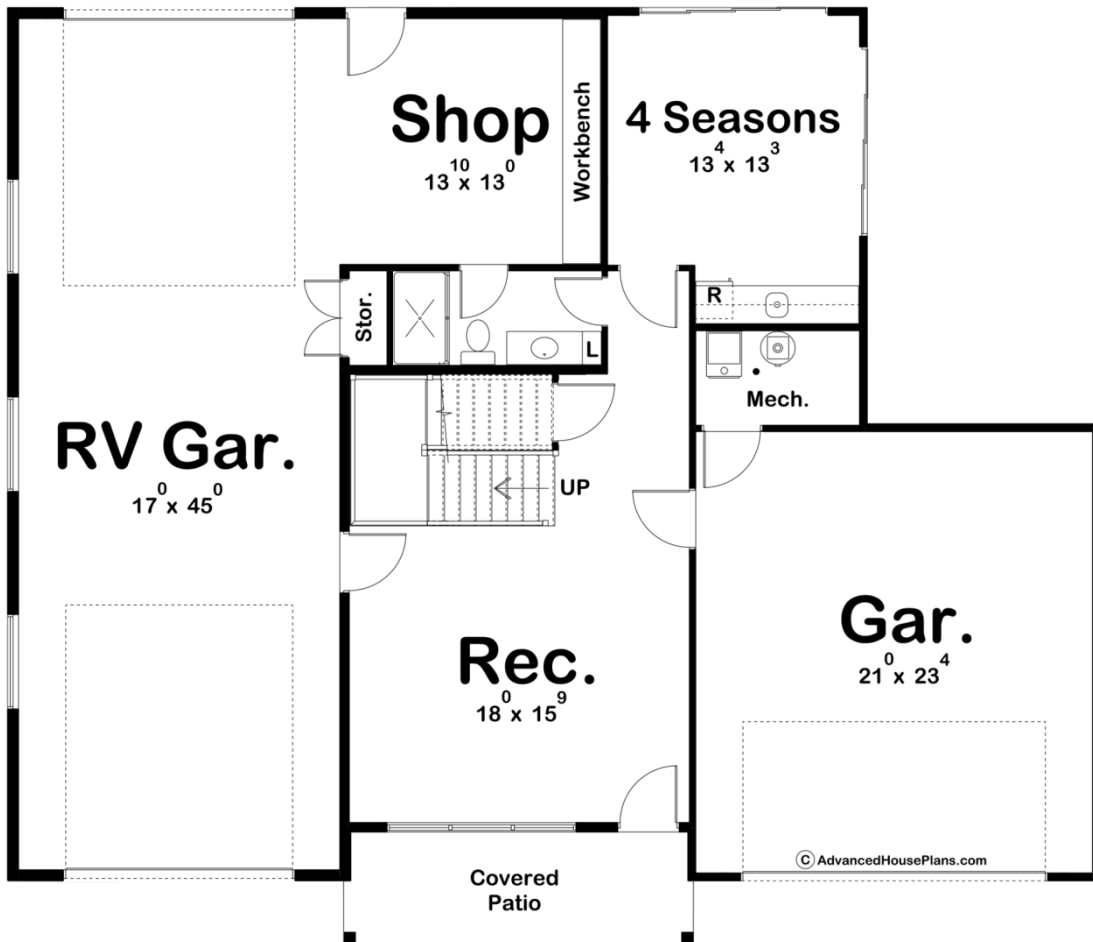 Shop
13¹⁰ x 13⁰
Workbench
4 Seasons
13⁴ x 13³
Stor.
L
R
Mech.
RV Gar.
17⁰ x 45⁰
UP
Rec.
18⁰ x 15⁹
Gar.
21⁰ x 23⁴
© AdvancedHousePlans.com
Covered
Patio